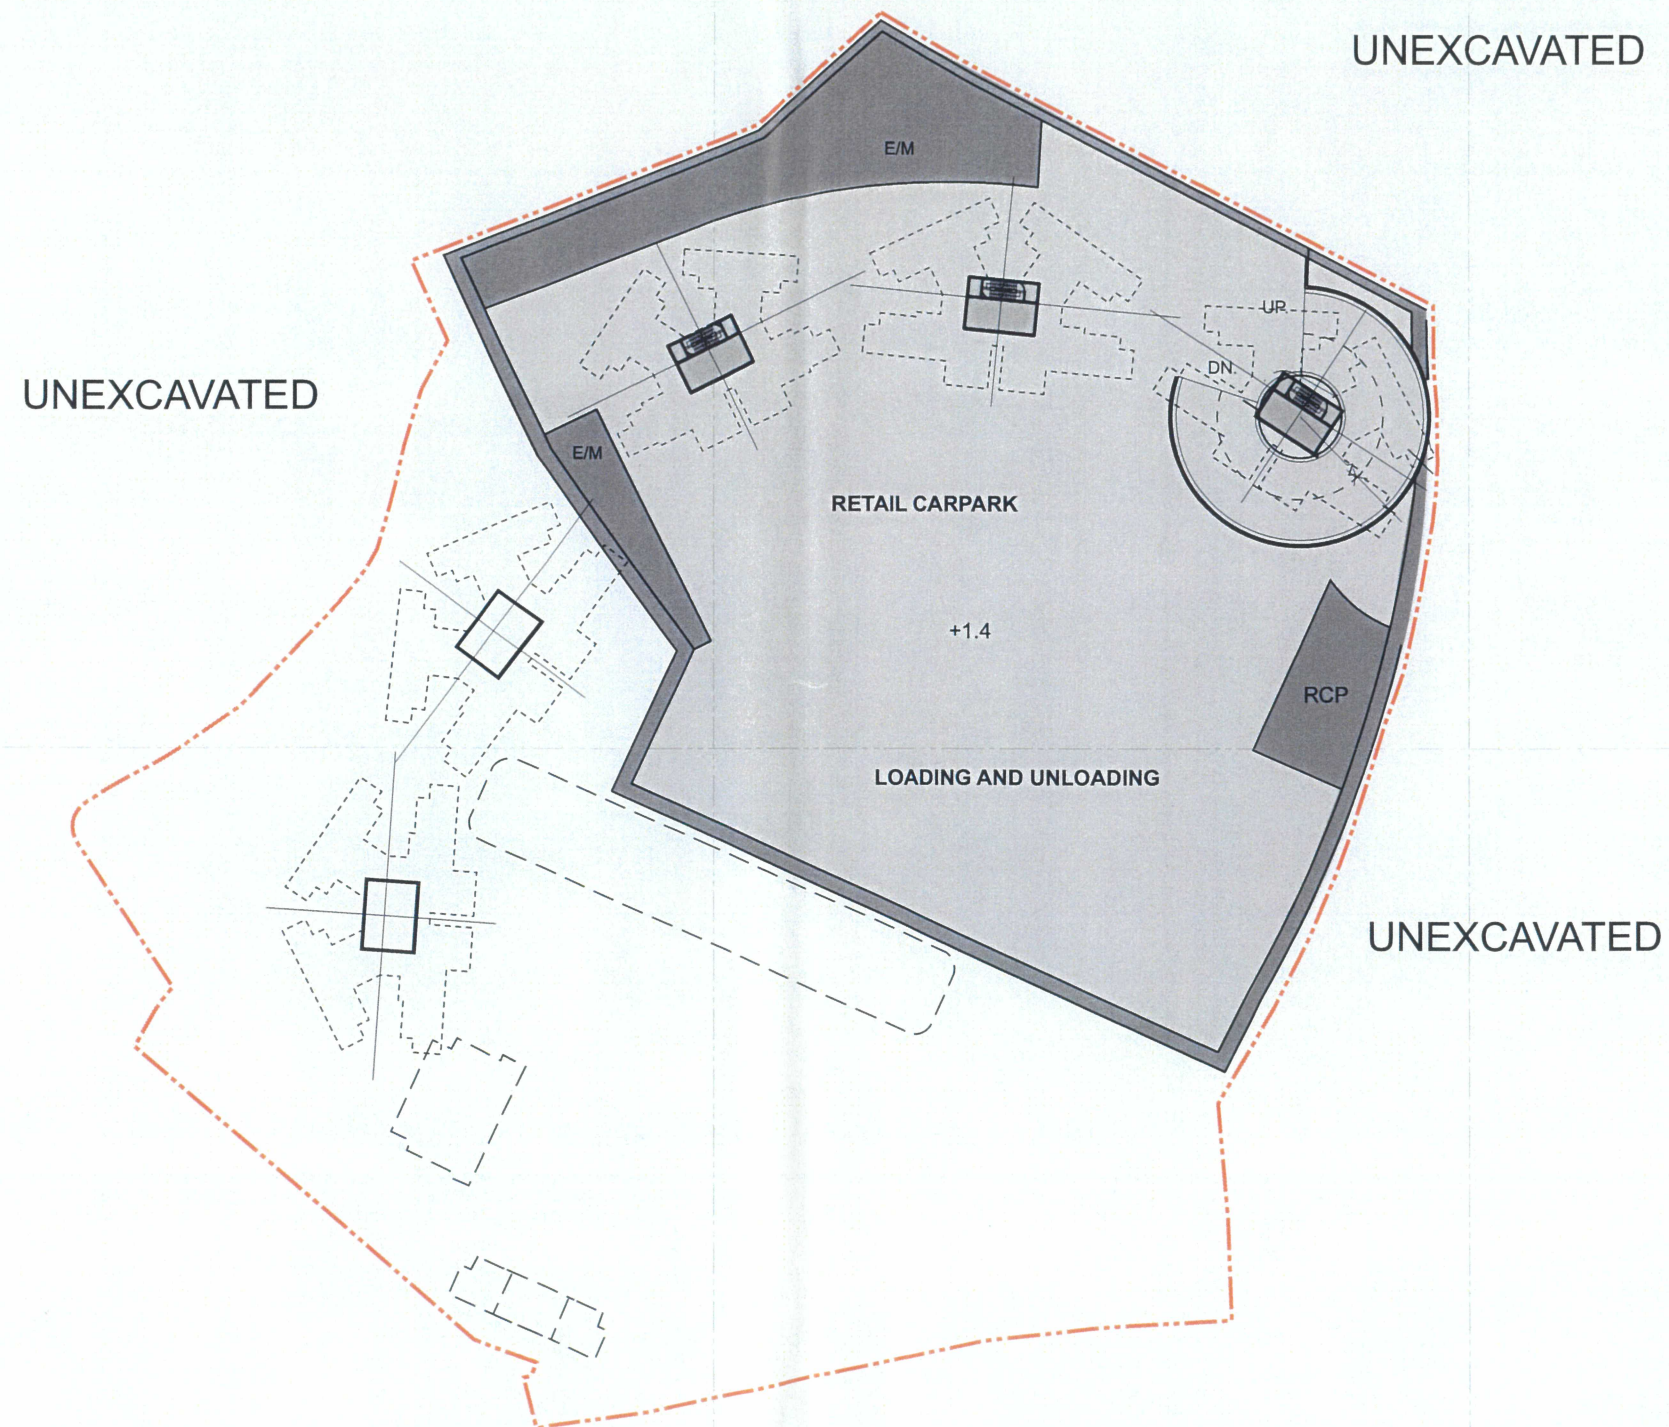 UNEXCAVATED
E/M
UP
DN
UNEXCAVATED
E/M
RETAIL CARPARK
+1.4
RCP
LOADING AND UNLOADING
UNEXCAVATED